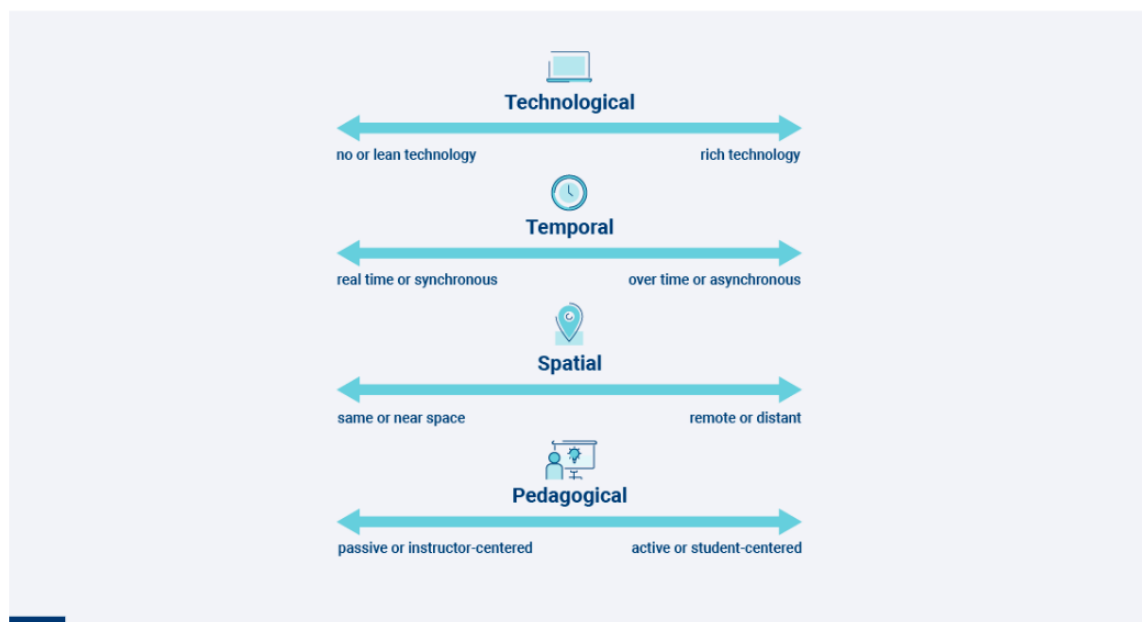 Technological
no or lean technology
rich technology
Temporal
real time or synchronous
over time or asynchronous
Spatial
same or near space
remote or distant
Pedagogical
passive or instructor-centered
active or student-centered